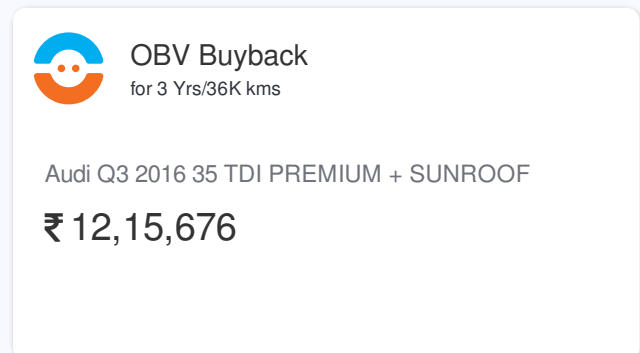 OBV Buyback
for 3 Yrs/36K kms
Audi Q3 2016 35 TDI PREMIUM + SUNROOF
₹ 12,15,676